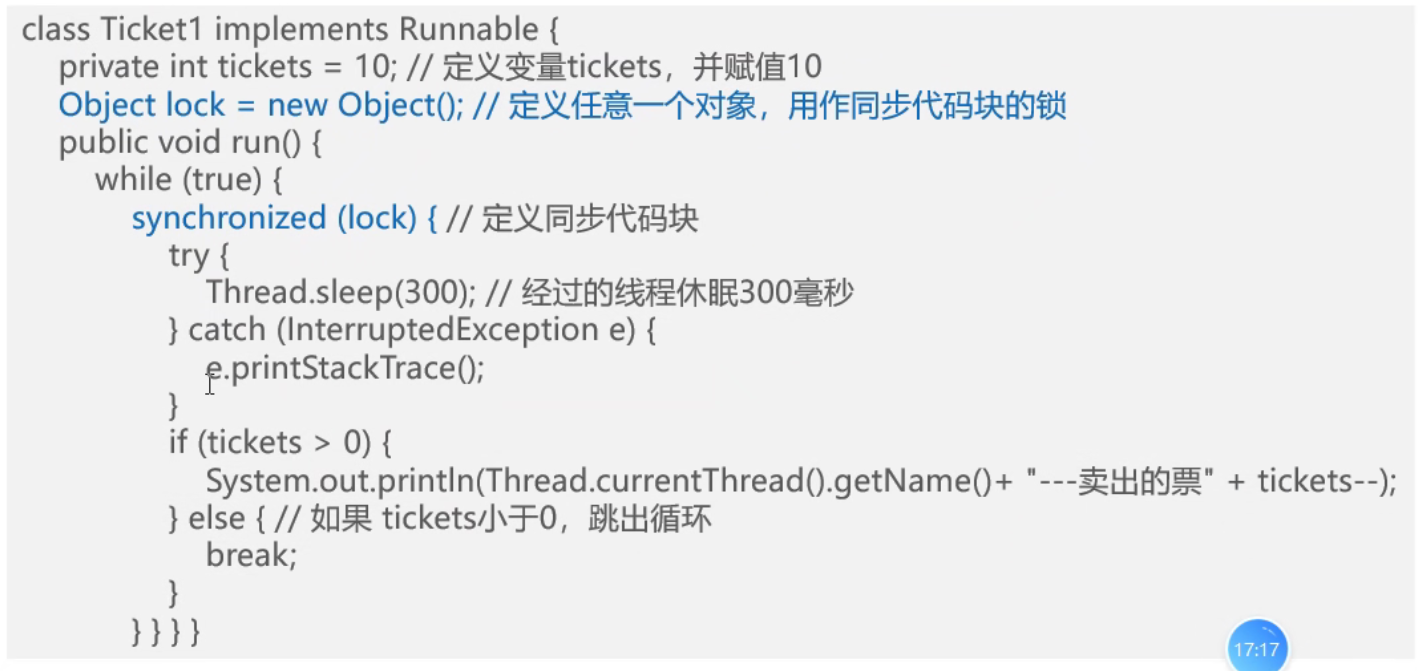 class Ticket1 implements Runnable {
private int tickets = 10; // 定义变量tickets，并赋值10
Object lock = new Object(); // 定义任意一个对象，用作同步代码块的锁
public void run() {
while (true) {
synchronized (lock) { // 定义同步代码块
try {
Thread.sleep(300); // 经过的线程休眠300毫秒
} catch (InterruptedException e) {
e.printStackTrace();
}
if (tickets > 0) {
System.out.println(Thread.currentThread().getName()+ "---卖出的票" + tickets--);
} else { // 如果 tickets小于0，跳出循环
break;
}
} } } }
17:17